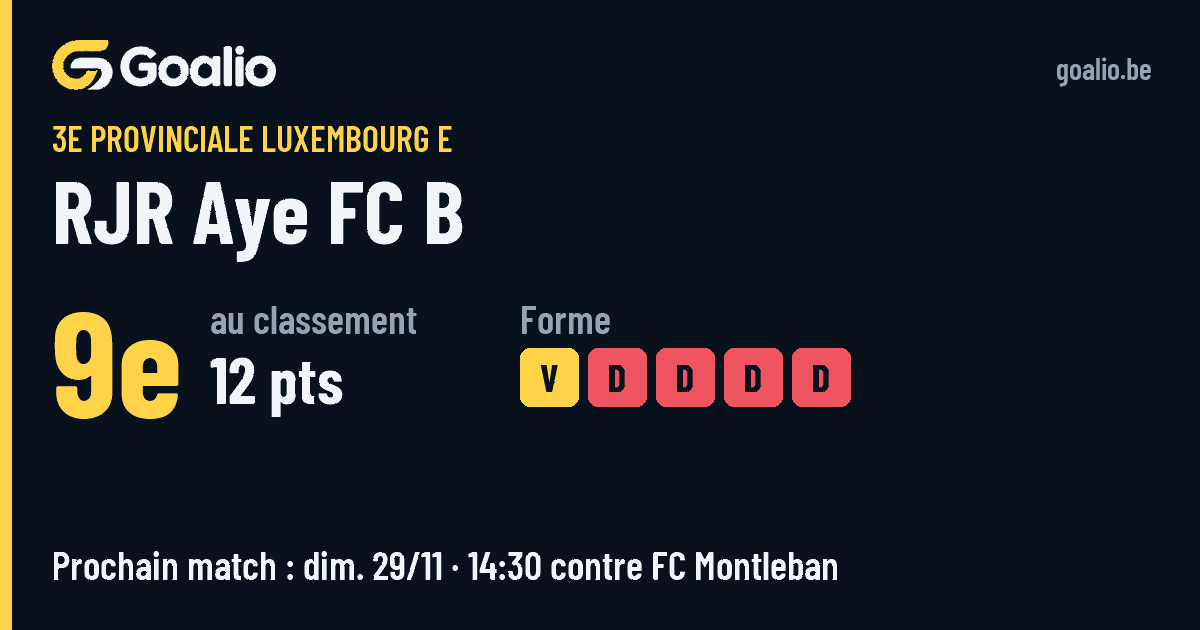 Goalio
goalio.be
3E PROVINCIALE LUXEMBOURG E
RJR Aye FC B
9e
au classement
12 pts
Forme
V D D D D
Prochain match : dim. 29/11 · 14:30 contre FC Montleban